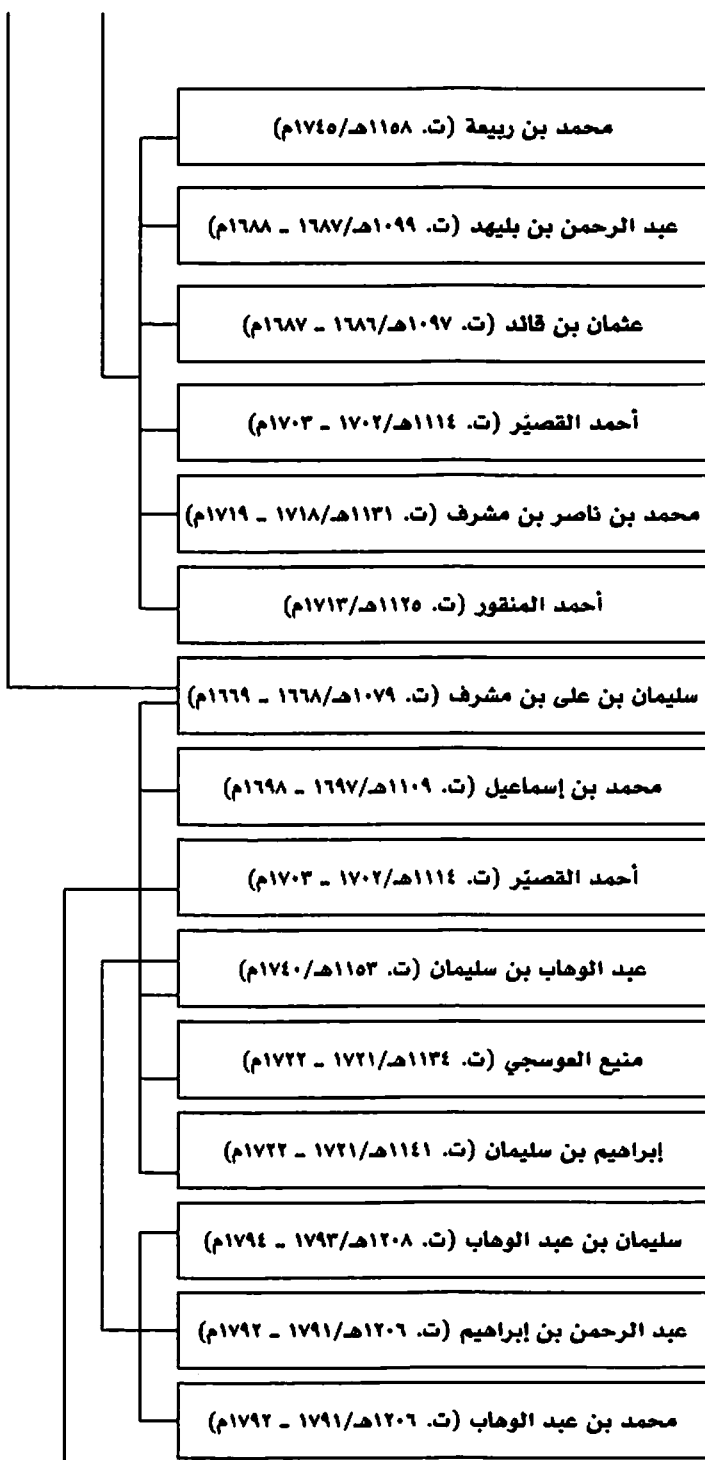 محمد بن ربيعة (ت. ١١٥٨هـ/١٧٤٥م)
عبد الرحمن بن بليهد (ت. ١٠٩٩هـ/١٦٨٧ ـ ١٦٨٨م)
عثمان بن قائد (ت. ١٠٩٧هـ/١٦٨٦ ـ ١٦٨٧م)
أحمد القصيّر (ت. ١١١٤هـ/١٧٠٢ ـ ١٧٠٣م)
محمد بن ناصر بن مشرف (ت. ١١٣١هـ/١٧١٨ ـ ١٧١٩م)
أحمد المنقور (ت. ١١٢٥هـ/١٧١٣م)
سليمان بن على بن مشرف (ت. ١٠٧٩هـ/١٦٦٨ ـ ١٦٦٩م)
محمد بن إسماعيل (ت. ١١٠٩هـ/١٦٩٧ ـ ١٦٩٨م)
أحمد القصيّر (ت. ١١١٤هـ/١٧٠٢ ـ ١٧٠٣م)
عبد الوهاب بن سليمان (ت. ١١٥٣هـ/١٧٤٠م)
منيع العوسجي (ت. ١١٣٤هـ/١٧٢١ ـ ١٧٢٢م)
إبراهيم بن سليمان (ت. ١١٤١هـ/١٧٢١ ـ ١٧٢٢م)
سليمان بن عبد الوهاب (ت. ١٢٠٨هـ/١٧٩٣ ـ ١٧٩٤م)
عبد الرحمن بن إبراهيم (ت. ١٢٠٦هـ/١٧٩١ ـ ١٧٩٢م)
محمد بن عبد الوهاب (ت. ١٢٠٦هـ/١٧٩١ ـ ١٧٩٢م)